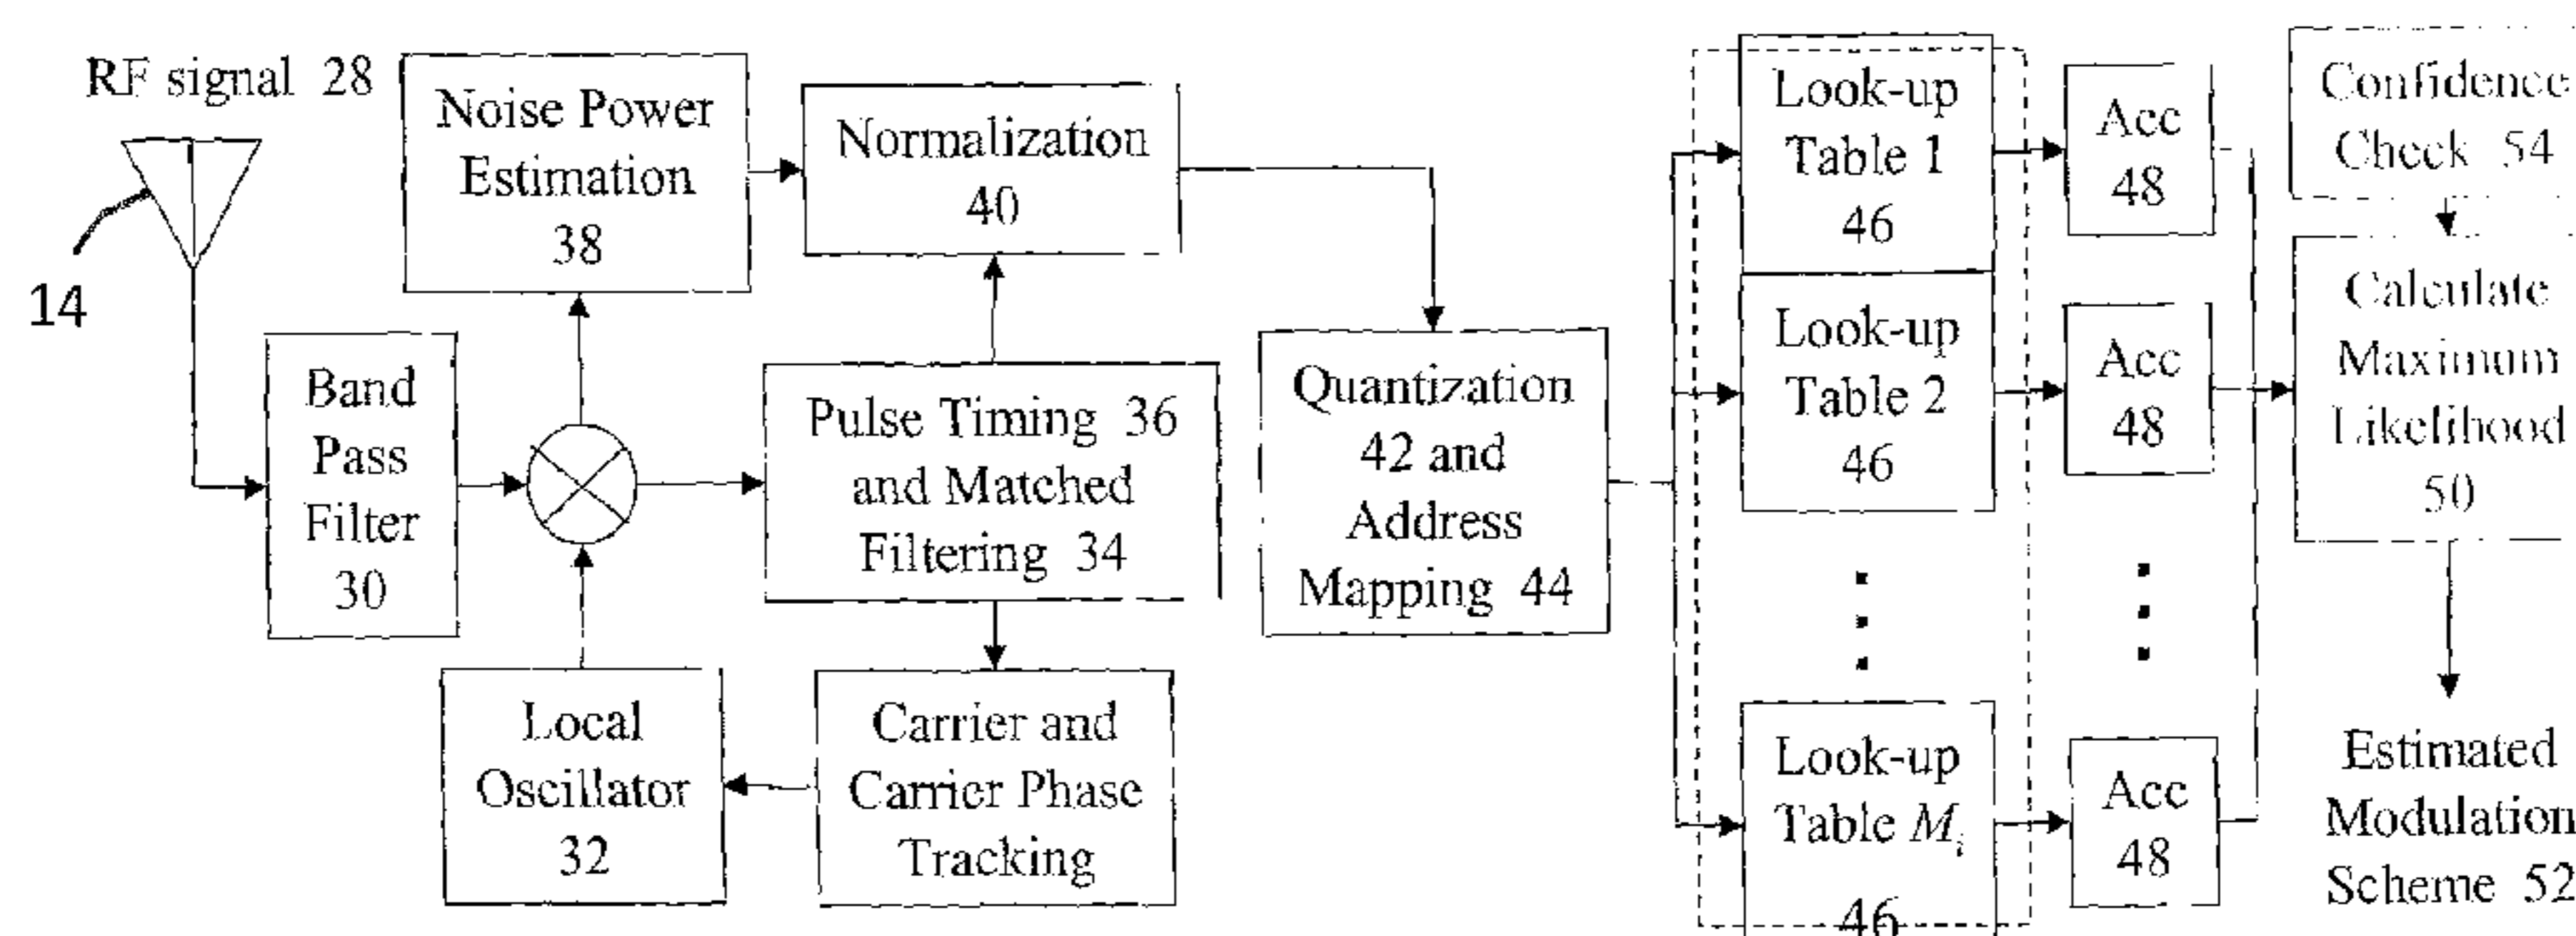 RF signal 28
14
Noise Power
Estimation
38
Normalization
40
Band
Pass
Filter
30
Pulse Timing 36
and Matched
Filtering 34
Local
Oscillator
32
Carrier and
Carrier Phase
Tracking
Quantization
42 and
Address
Mapping 44
Look-up
Table 1
46
Look-up
Table 2
46
Look-up
Table Mi
46
Acc
48
Acc
48
Acc
48
Confidence
Check 54
Calculate
Maximum
Likelihood
50
Estimated
Modulation
Scheme 52